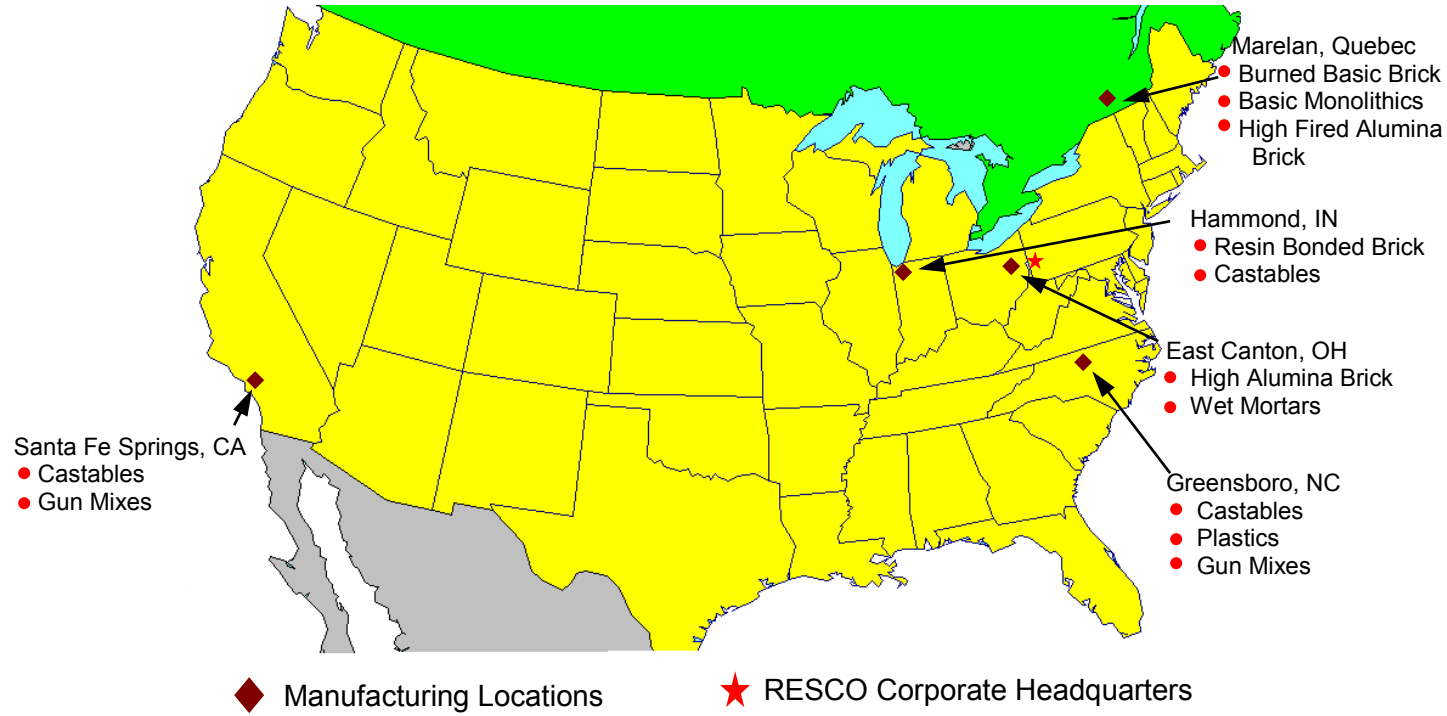 Marelan, Quebec
Burned Basic Brick
Basic Monolithics
High Fired Alumina
Brick
Hammond, IN
Resin Bonded Brick
Castables
East Canton, OH
High Alumina Brick
Wet Mortars
Santa Fe Springs, CA
Castables
Gun Mixes
Greensboro, NC
Castables
Plastics
Gun Mixes
Manufacturing Locations
RESCO Corporate Headquarters